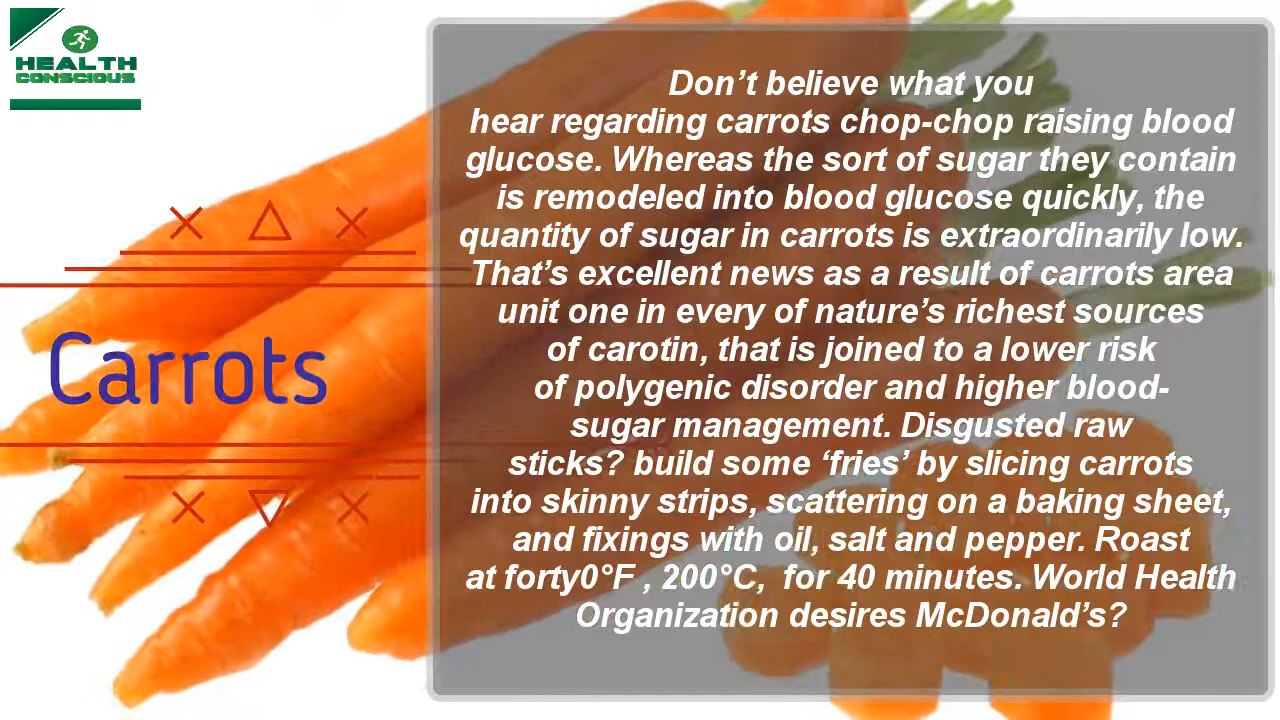 HEALTH
CONSCIOUS
Carrots
Don’t believe what you
hear regarding carrots chop-chop raising blood
glucose. Whereas the sort of sugar they contain
is remodeled into blood glucose quickly, the
quantity of sugar in carrots is extraordinarily low.
That’s excellent news as a result of carrots area
unit one in every of nature’s richest sources
of carotin, that is joined to a lower risk
of polygenic disorder and higher blood-
sugar management. Disgusted raw
sticks? build some ‘fries’ by slicing carrots
into skinny strips, scattering on a baking sheet,
and fixings with oil, salt and pepper. Roast
at forty0°F , 200°C,  for 40 minutes. World Health
Organization desires McDonald’s?